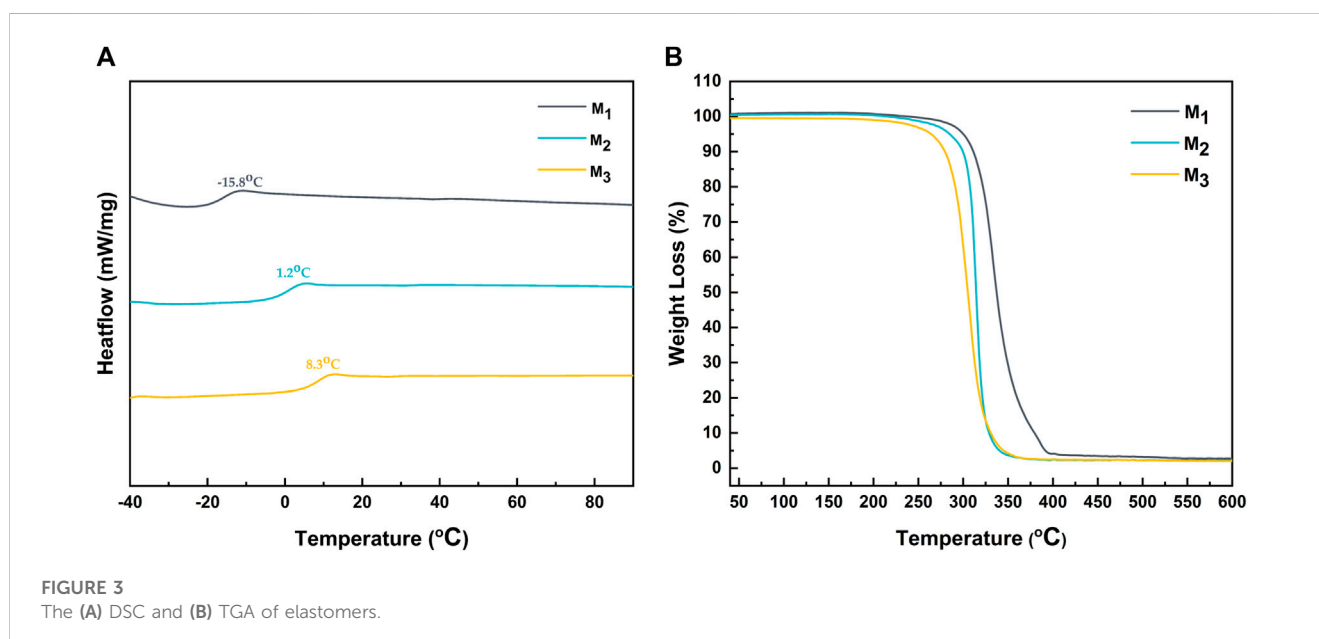 A
M1
M2
M3
-15.8°C
1.2°C
8.3°C
Heatflow (mW/mg)
-40 -20 0 20 40 60 80
Temperature (°C)
B
110
100
90
80
70
60
50
40
30
20
10
0
M1
M2
M3
Weight Loss (%)
50 100 150 200 250 300 350 400 450 500 550 600
Temperature (°C)
FIGURE 3
The (A) DSC and (B) TGA of elastomers.